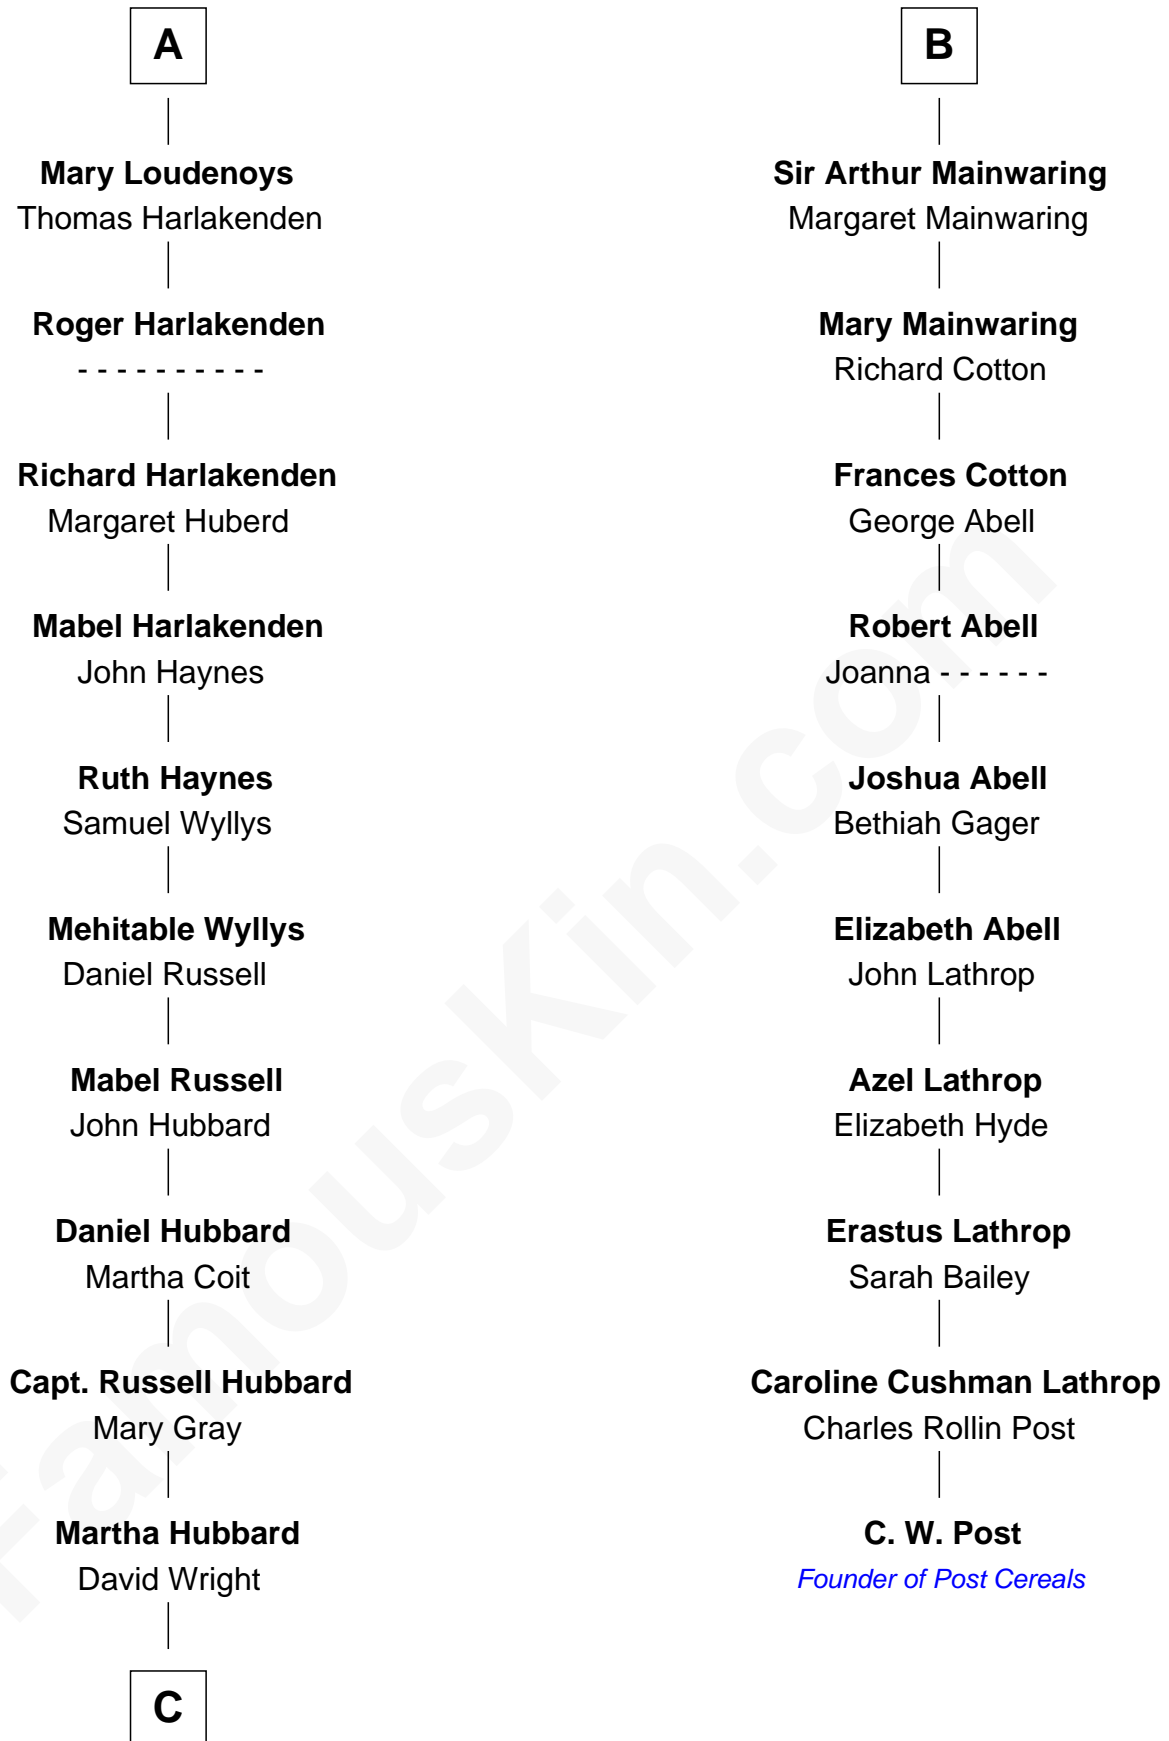 A
Mary Loudenoys
Thomas Harlakenden
Roger Harlakenden
- - - - - - - - - -
Richard Harlakenden
Margaret Huberd
Mabel Harlakenden
John Haynes
Ruth Haynes
Samuel Wyllys
Mehitable Wyllys
Daniel Russell
Mabel Russell
John Hubbard
Daniel Hubbard
Martha Coit
Capt. Russell Hubbard
Mary Gray
Martha Hubbard
David Wright
C
B
Sir Arthur Mainwaring
Margaret Mainwaring
Mary Mainwaring
Richard Cotton
Frances Cotton
George Abell
Robert Abell
Joanna - - - - - -
Joshua Abell
Bethiah Gager
Elizabeth Abell
John Lathrop
Azel Lathrop
Elizabeth Hyde
Erastus Lathrop
Sarah Bailey
Caroline Cushman Lathrop
Charles Rollin Post
C. W. Post
Founder of Post Cereals
FamousKin.com